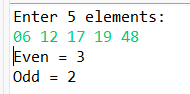 Enter 5 elements:
06 12 17 19 48
Even = 3
Odd = 2